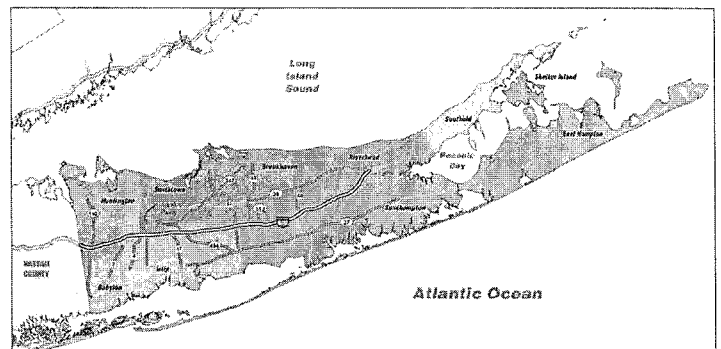 Long
Island
Sound
Shelter Island
Southold
East Hampton
Peconic
Bay
Riverhead
Brookhaven
Smithtown
Huntington
Southampton
NASSAU
COUNTY
Islip
Babylon
Atlantic Ocean